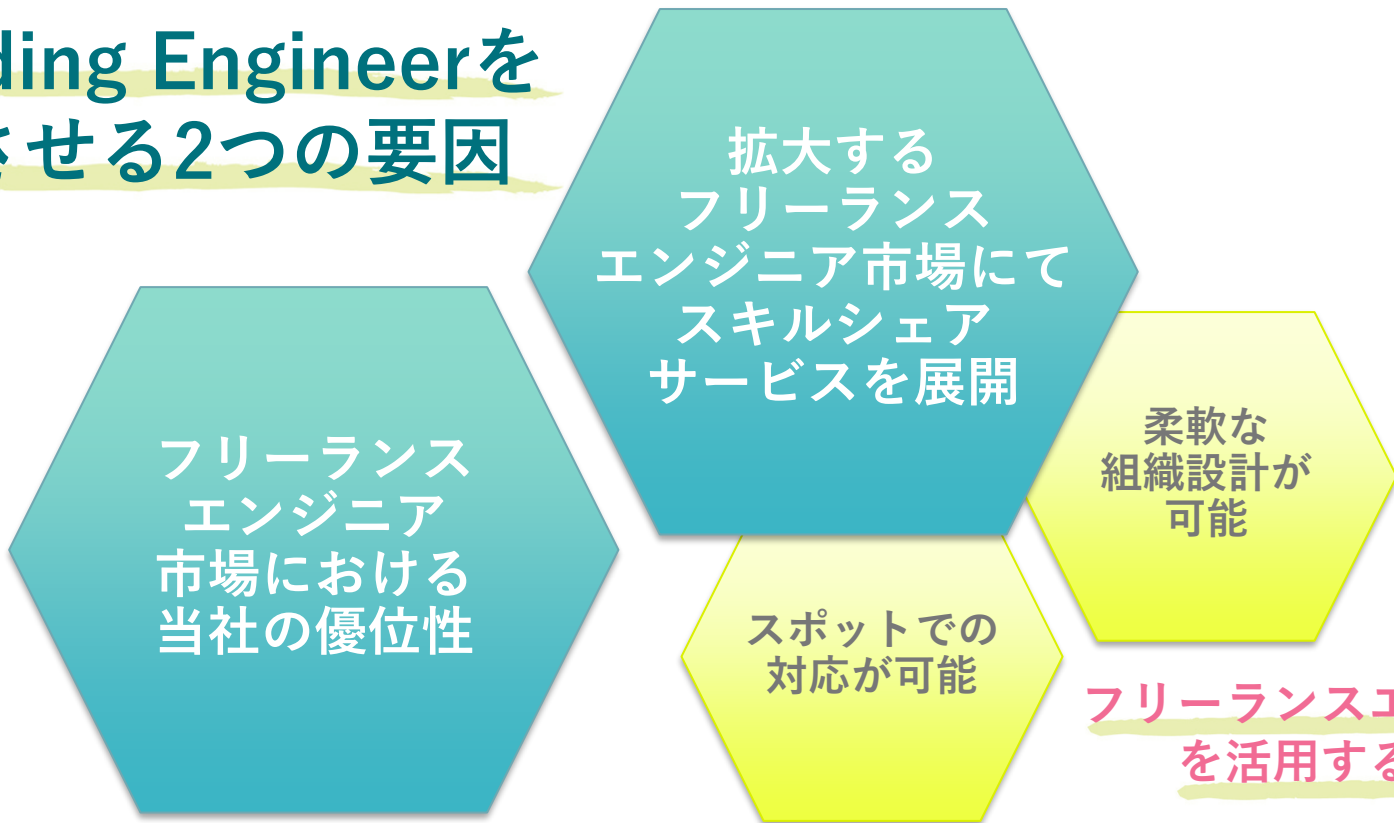 ding Engineerを
させる2つの要因
拡大する
フリーランス
エンジニア市場にて
スキルシェア
サービスを展開
フリーランス
エンジニア
市場における
当社の優位性
柔軟な
組織設計が
可能
スポットでの
対応が可能
フリーランスエ
を活用する